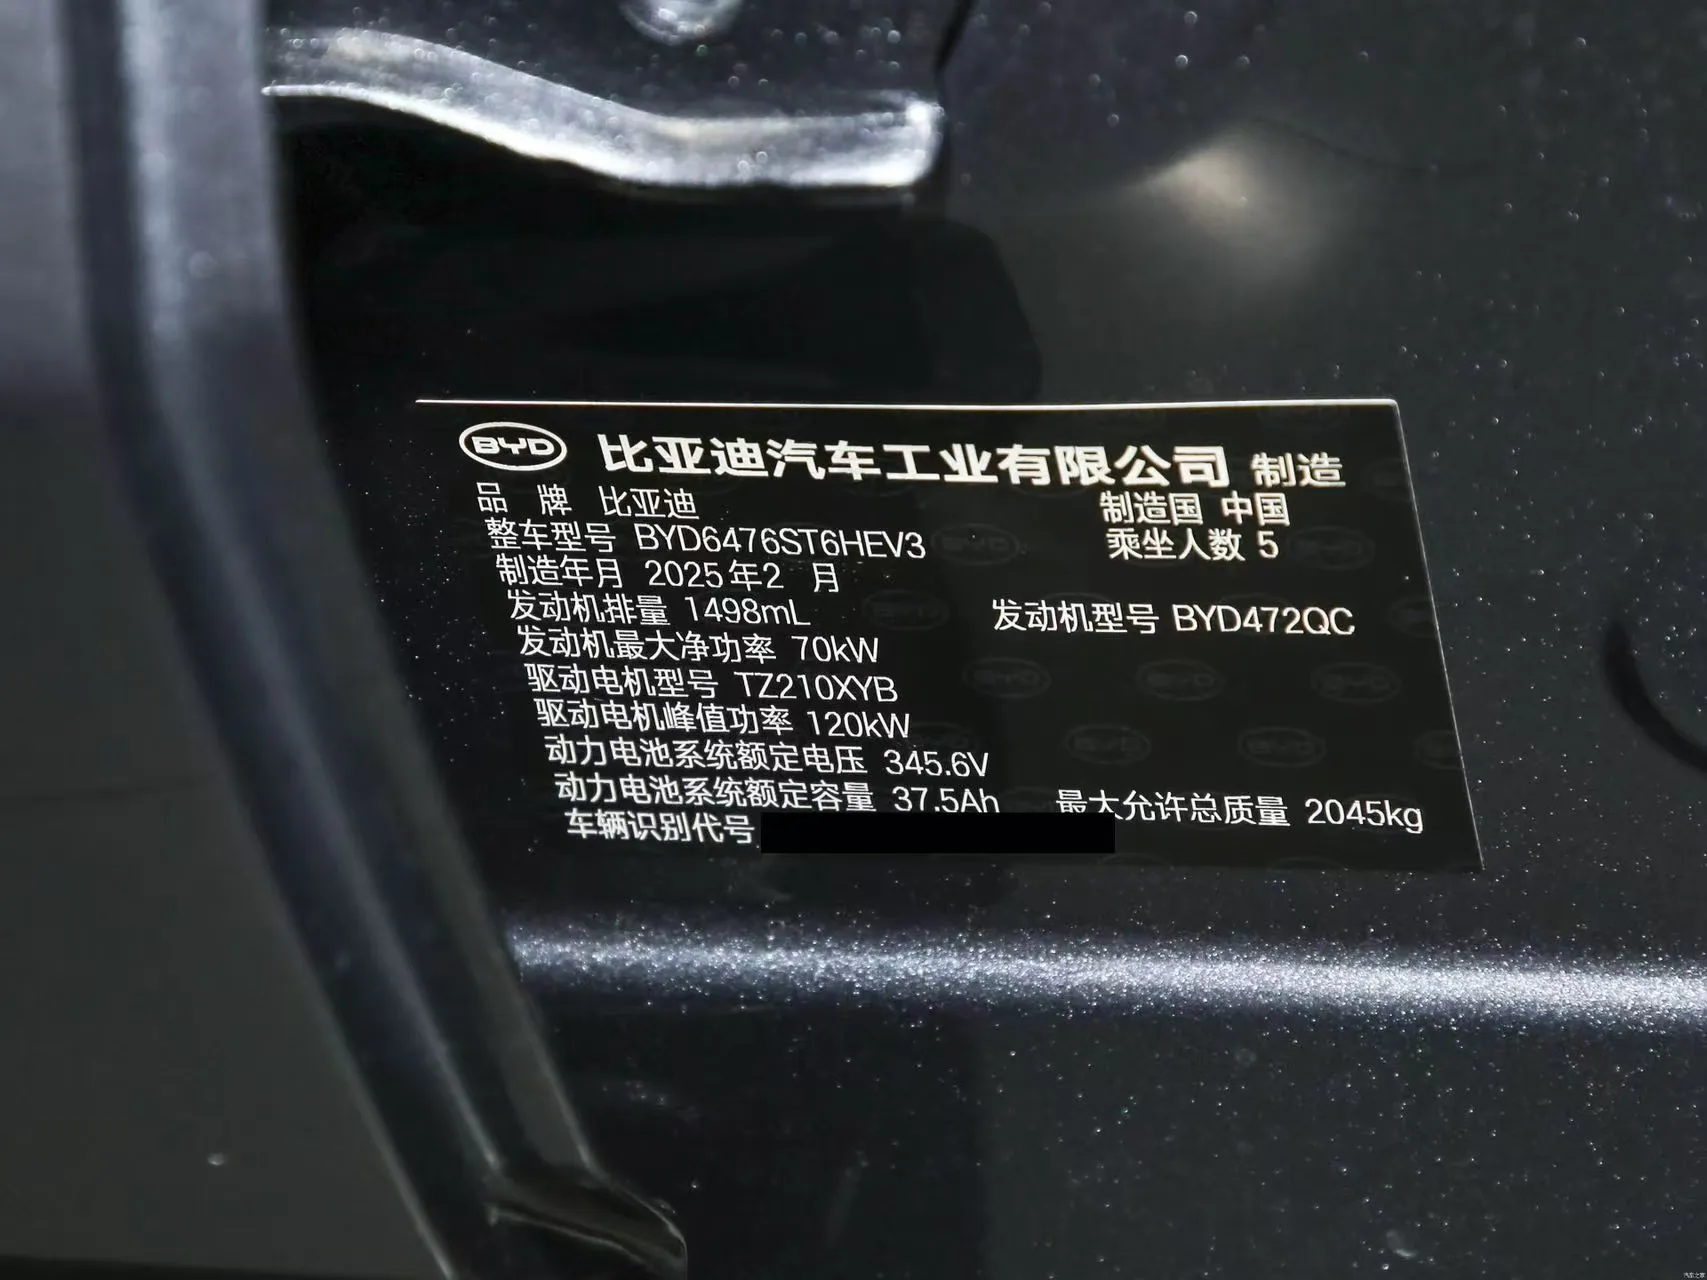 BYD 比亚迪汽车工业有限公司 制造
品 牌 比亚迪 制造国 中国
整车型号 BYD6476ST6HEV3 乘坐人数 5
制造年月 2025年2 月
发动机排量 1498mL 发动机型号 BYD472QC
发动机最大净功率 70kW
驱动电机型号 TZ210XYB
驱动电机峰值功率 120kW
动力电池系统额定电压 345.6V
动力电池系统额定容量 37.5Ah 最大允许总质量 2045kg
车辆识别代号
汽车之家